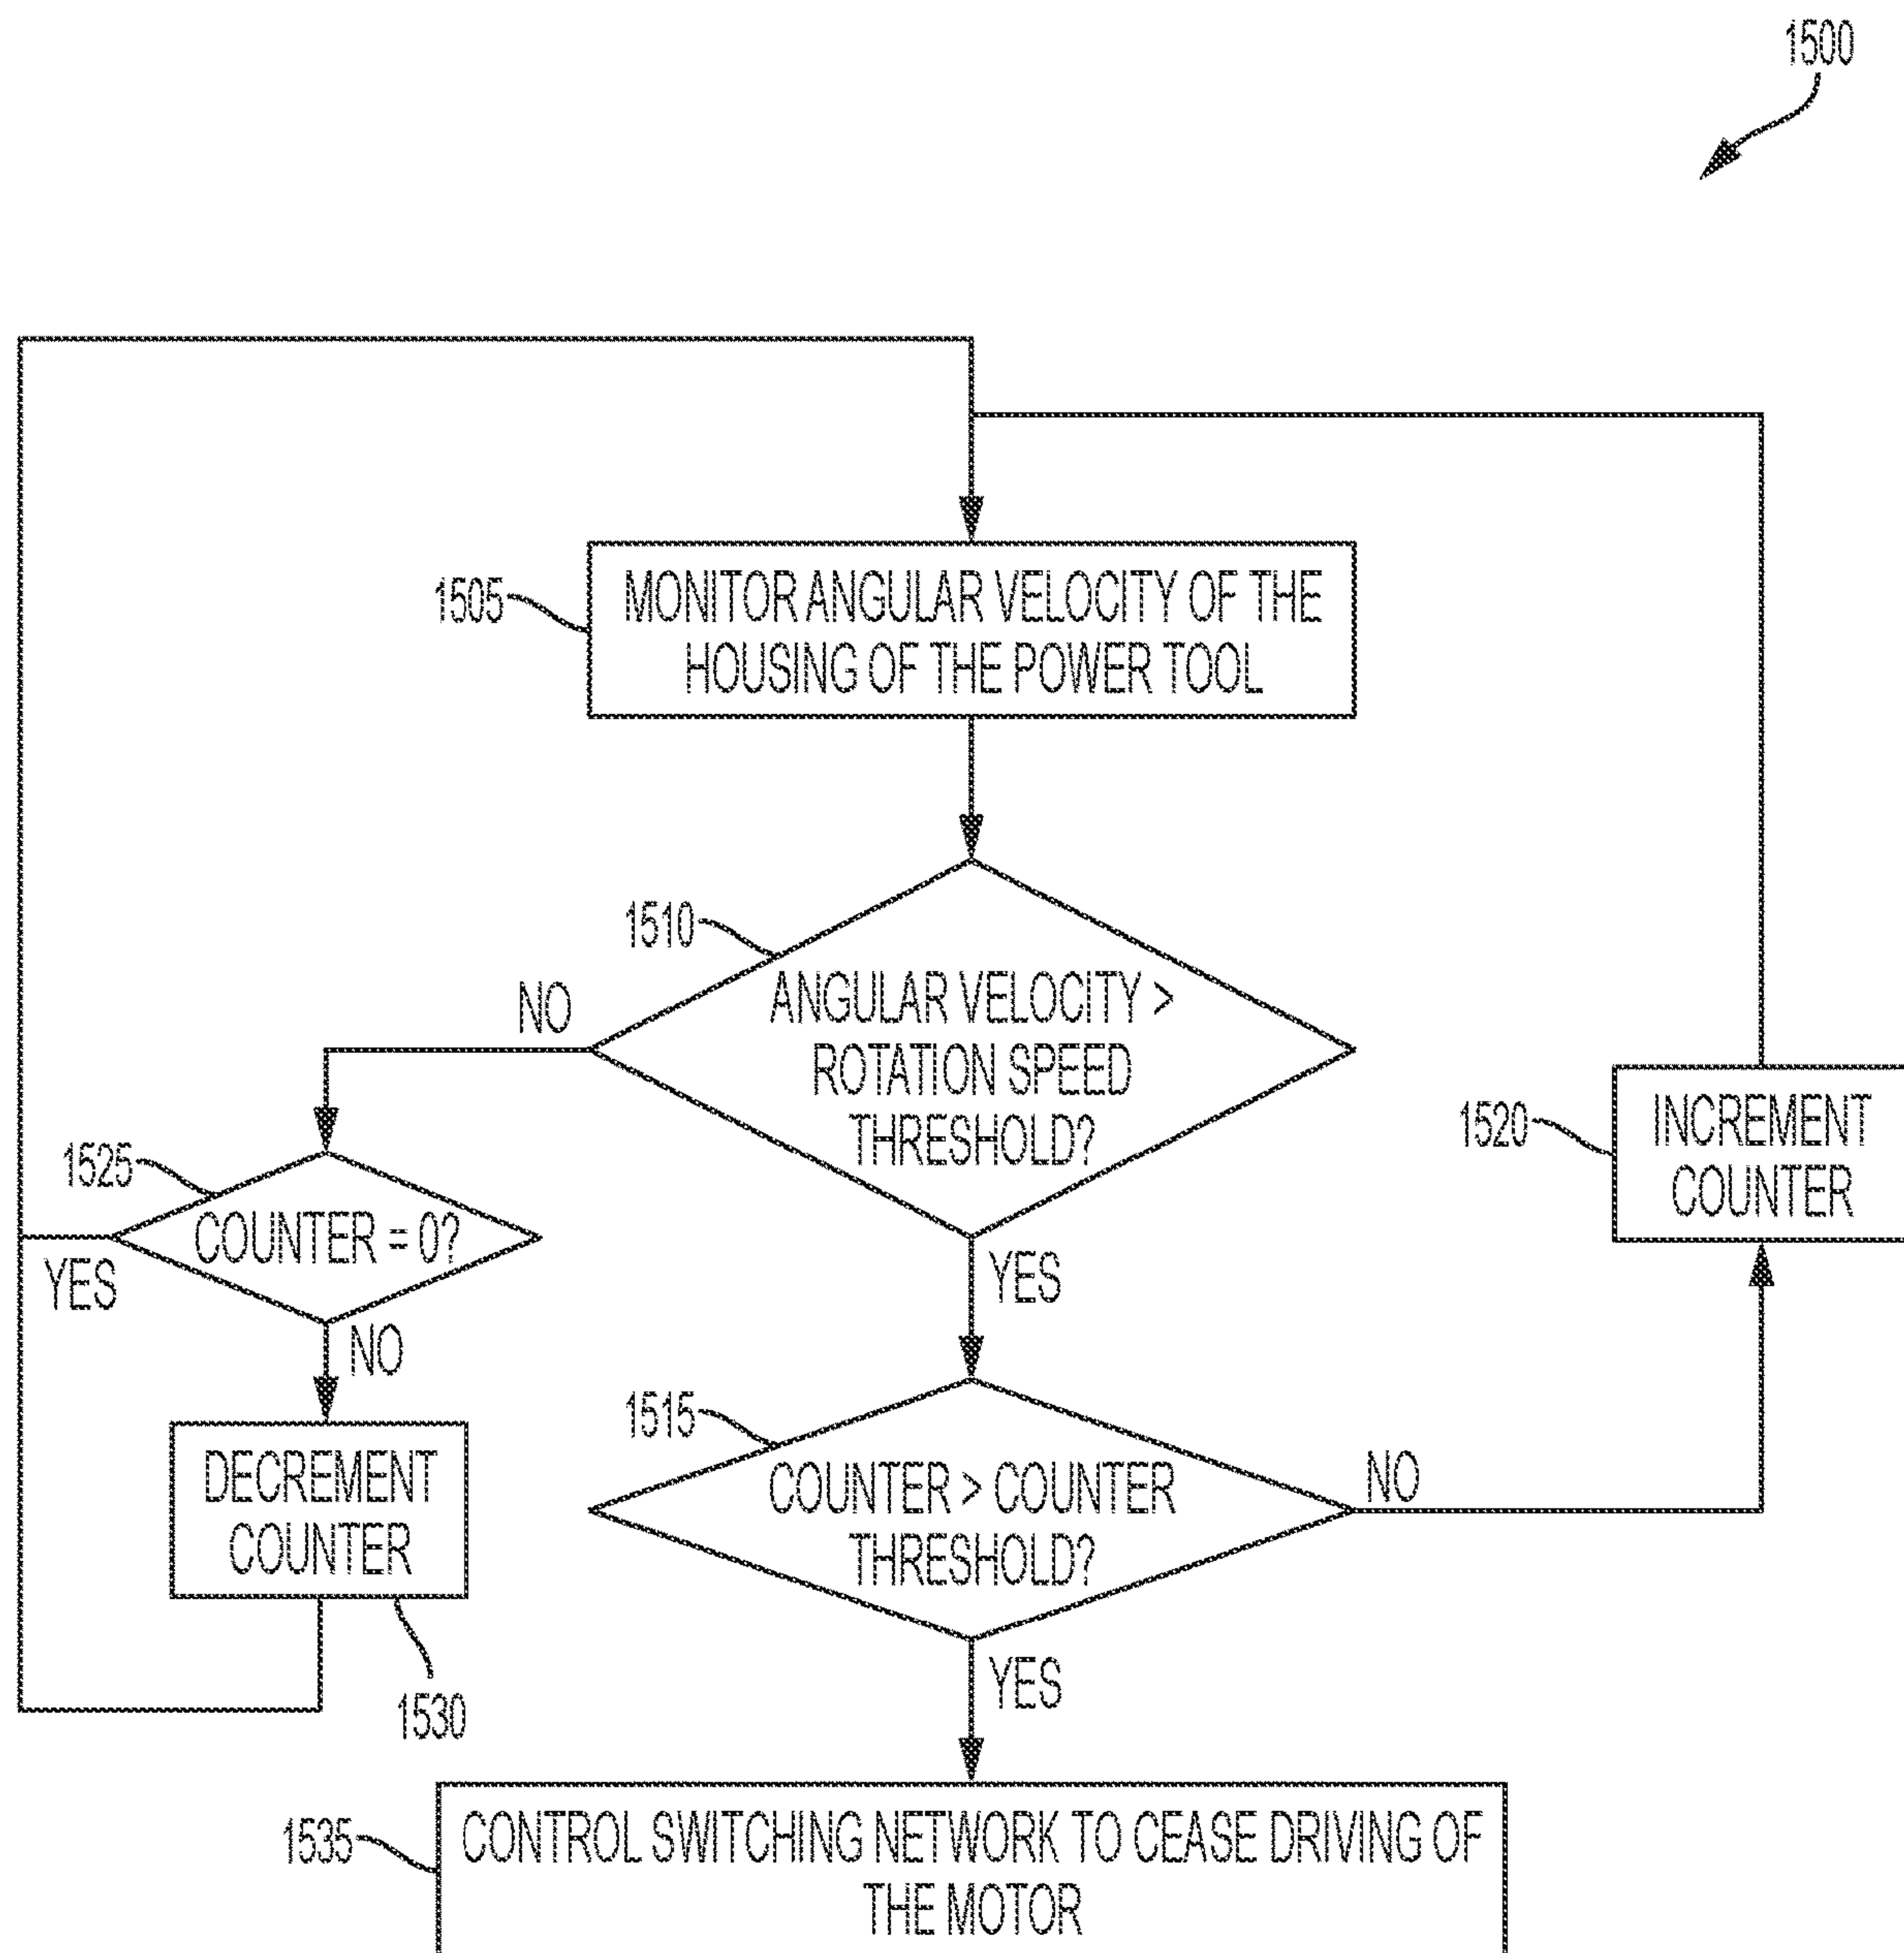 1500
1505
MONITOR ANGULAR VELOCITY OF THE
HOUSING OF THE POWER TOOL
1510
NO
ANGULAR VELOCITY >
ROTATION SPEED
THRESHOLD?
1520
INCREMENT
COUNTER
1525
COUNTER = 0?
YES
YES
NO
1515
DECREMENT
COUNTER
COUNTER > COUNTER
THRESHOLD?
NO
1530
YES
1535
CONTROL SWITCHING NETWORK TO CEASE DRIVING OF
THE MOTOR